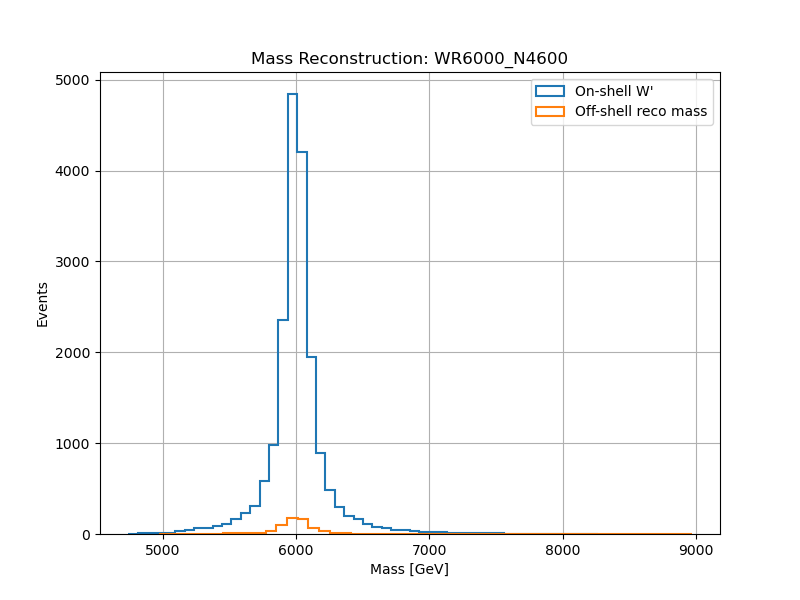 Mass Reconstruction: WR6000_N4600
On-shell W'
Off-shell reco mass
Events
5000
4000
3000
2000
1000
0
5000 6000 7000 8000 9000
Mass [GeV]